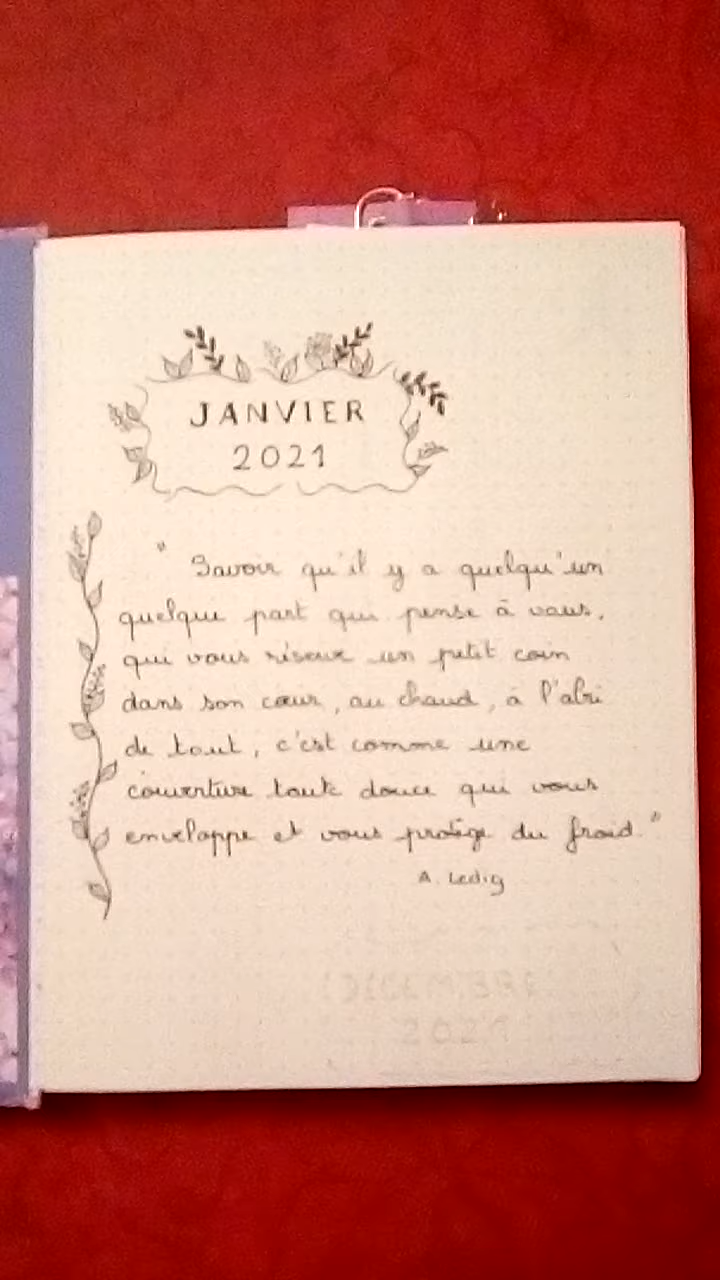 JANVIER
2021
" Savoir qu'il y a quelqu'un
quelque part qui pense à vous,
qui vous réserve un petit coin
dans son cœur, au chaud, à l'abri
de tout, c'est comme une
couverture toute douce qui vous
enveloppe et vous protège du froid."
A. Ledig
DECEMBRE
2021